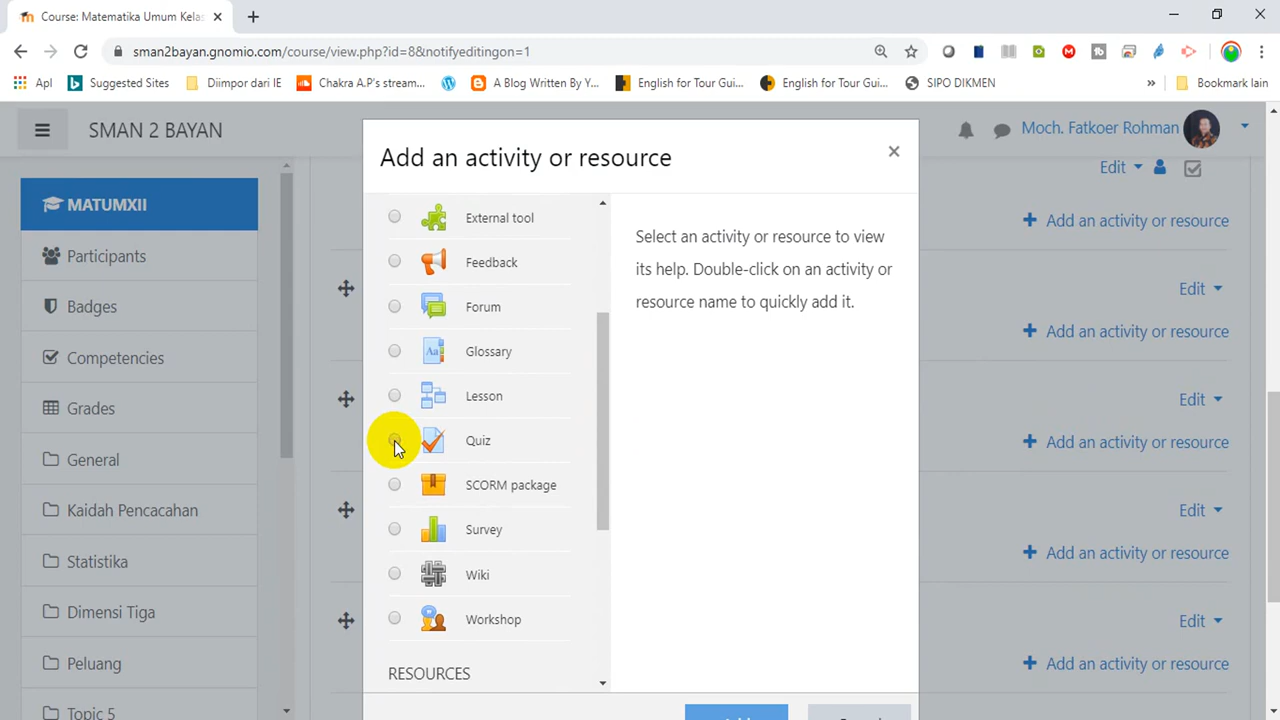 Course: Matematika Umum Kelas
sman2bayan.gnomio.com/course/view.php?id=8&notifyeditingon=1
Apl
Suggested Sites
Diimpor dari IE
Chakra A.P's stream...
A Blog Written By Y...
English for Tour Gui...
English for Tour Gui...
SIPO DIKMEN
»
Bookmark lain
SMAN 2 BAYAN
Moch. Fatkoer Rohman
MATUMXII
Participants
Badges
Competencies
Grades
General
Kaidah Pencacahan
Statistika
Dimensi Tiga
Peluang
Topic 5
Add an activity or resource
External tool
Feedback
Forum
Glossary
Lesson
Quiz
SCORM package
Survey
Wiki
Workshop
RESOURCES
Select an activity or resource to view
its help. Double-click on an activity or
resource name to quickly add it.
Edit
Add an activity or resource
Edit
Add an activity or resource
Edit
Add an activity or resource
Edit
Add an activity or resource
Edit
Add an activity or resource